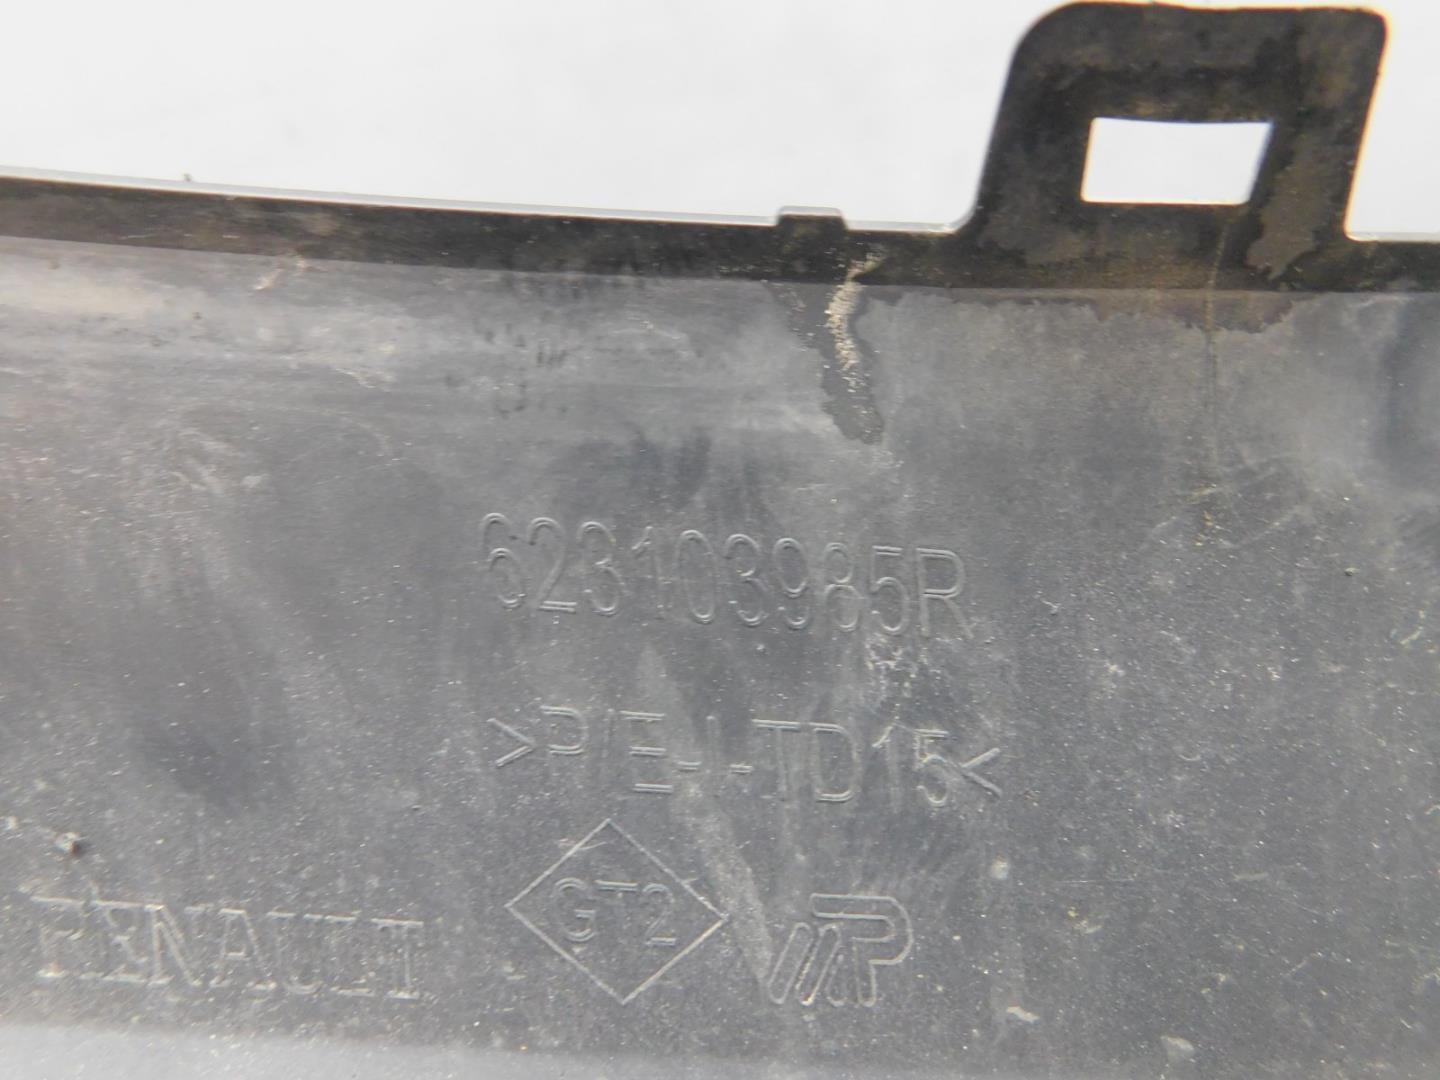 623103985R
>P/E-I-TD15<
GT2
RENAULT